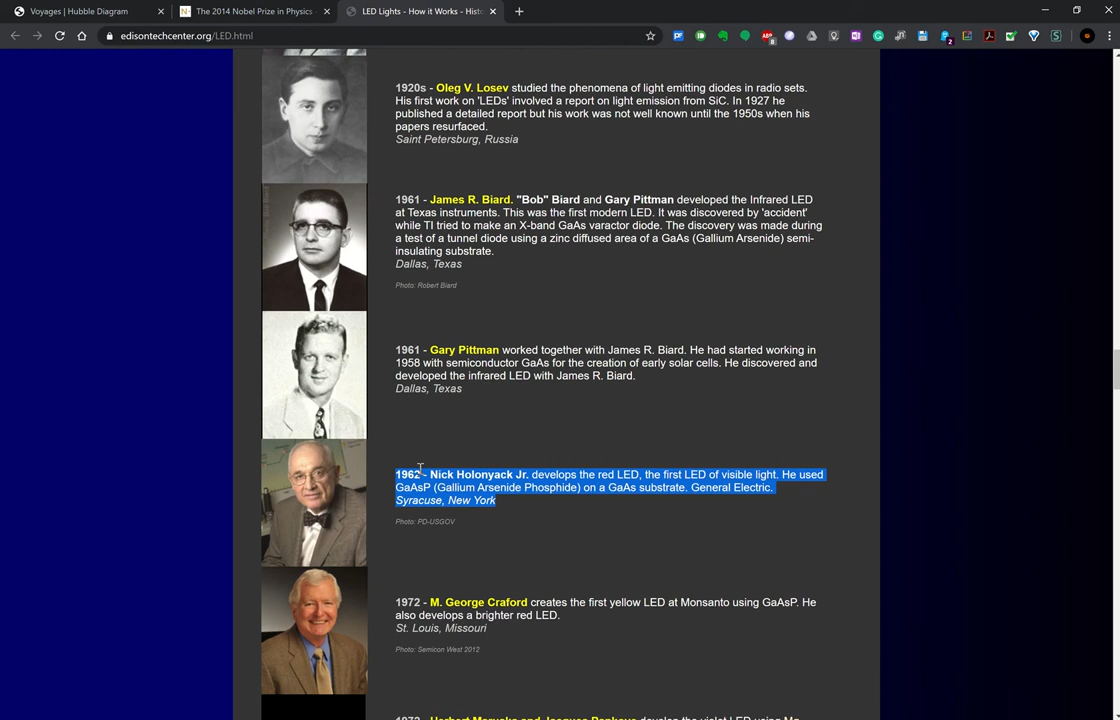 Voyages | Hubble Diagram
The 2014 Nobel Prize in Physics
LED Lights - How it Works - Histo
edisontechcenter.org/LED.html
1920s - Oleg V. Losev studied the phenomena of light emitting diodes in radio sets.
His first work on 'LEDs' involved a report on light emission from SiC. In 1927 he
published a detailed report but his work was not well known until the 1950s when his
papers resurfaced.
Saint Petersburg, Russia
1961 - James R. Biard. "Bob" Biard and Gary Pittman developed the Infrared LED
at Texas instruments. This was the first modern LED. It was discovered by 'accident'
while TI tried to make an X-band GaAs varactor diode. The discovery was made during
a test of a tunnel diode using a zinc diffused area of a GaAs (Gallium Arsenide) semi-
insulating substrate.
Dallas, Texas
Photo: Robert Biard
1961 - Gary Pittman worked together with James R. Biard. He had started working in
1958 with semiconductor GaAs for the creation of early solar cells. He discovered and
developed the infrared LED with James R. Biard.
Dallas, Texas
1962 - Nick Holonyack Jr. develops the red LED, the first LED of visible light. He used
GaAsP (Gallium Arsenide Phosphide) on a GaAs substrate. General Electric.
Syracuse, New York
Photo: PD-USGOV
1972 - M. George Craford creates the first yellow LED at Monsanto using GaAsP. He
also develops a brighter red LED.
St. Louis, Missouri
Photo: Semicon West 2012